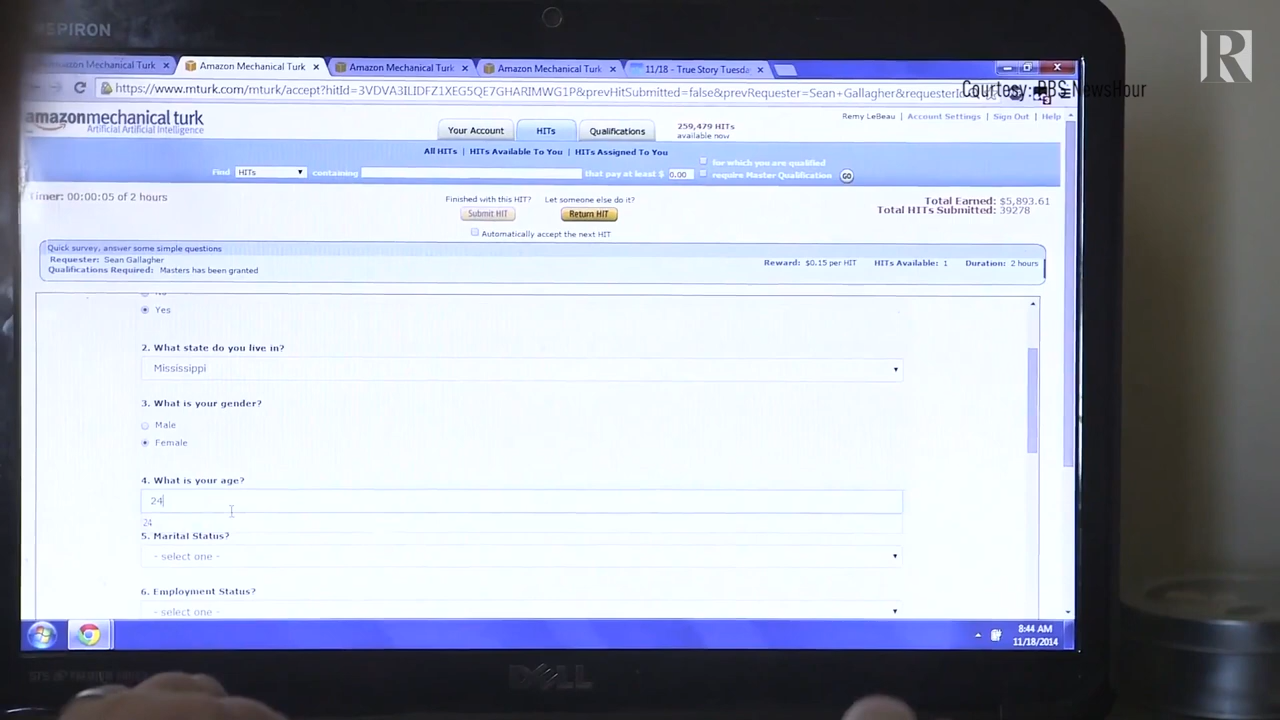 Amazon Mechanical Turk
Amazon Mechanical Turk
Amazon Mechanical Turk
11/18 - True Story Tuesda
R
https://www.mturk.com/mturk/accept?hitId=3VDVA3ILIDFZ1XEG5QE7GHARIMWG1P&prevHitSubmitted=false&prevRequester=Sean+Gallagher&requesterI
Courtesy: PBS NewsHour
amazonmechanical turk
Artificial Artificial Intelligence
Your Account
HITs
Qualifications
259,479 HITs
available now
Remy LeBeau | Account Settings | Sign Out | Help
All HITs | HITs Available To You | HITs Assigned To You
Find HITs containing that pay at least $ 0.00
for which you are qualified
require Master Qualification
GO
Timer: 00:00:05 of 2 hours
Finished with this HIT?
Let someone else do it?
Submit HIT
Return HIT
Automatically accept the next HIT
Total Earned: $5,893.61
Total HITs Submitted: 39278
Quick survey, answer some simple questions
Requester: Sean Gallagher
Reward: $0.15 per HIT HITs Available: 1 Duration: 2 hours
Qualifications Required: Masters has been granted
Yes
2. What state do you live in?
Mississippi
3. What is your gender?
Male
Female
4. What is your age?
24
24
5. Marital Status?
- select one -
6. Employment Status?
- select one -
8:44 AM
11/18/2014
DELL